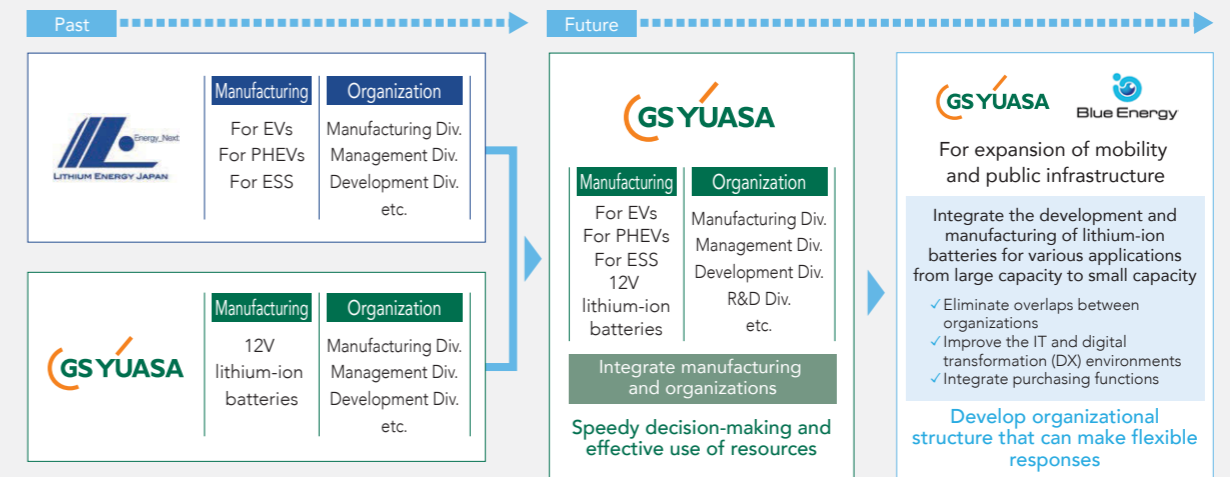 Past
Future
Energy_Next
LITHIUM ENERGY JAPAN
Manufacturing
For EVs
For PHEVs
For ESS
Organization
Manufacturing Div.
Management Div.
Development Div.
etc.
GS YUASA
Manufacturing
12V
lithium-ion
batteries
Organization
Manufacturing Div.
Management Div.
Development Div.
etc.
GS YUASA
Manufacturing
For EVs
For PHEVs
For ESS
12V
lithium-ion
batteries
Organization
Manufacturing Div.
Management Div.
Development Div.
R&D Div.
etc.
Integrate manufacturing
and organizations
Speedy decision-making and
effective use of resources
GS YUASA
Blue Energy
For expansion of mobility
and public infrastructure
Integrate the development and
manufacturing of lithium-ion
batteries for various applications
from large capacity to small capacity
✓Eliminate overlaps between
organizations
✓Improve the IT and digital
transformation (DX) environments
✓Integrate purchasing functions
Develop organizational
structure that can make flexible
responses